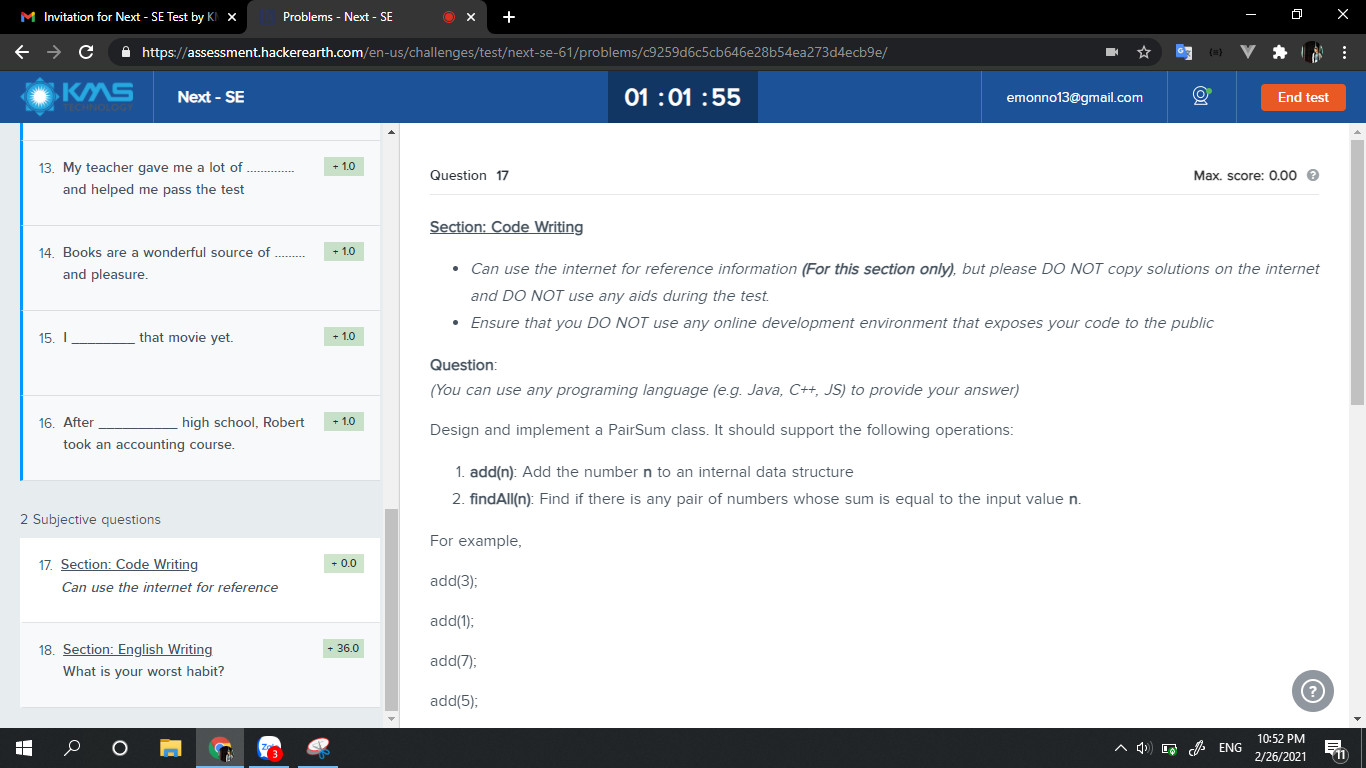 Invitation for Next - SE Test by K
Problems - Next - SE
https://assessment.hackerearth.com/en-us/challenges/test/next-se-61/problems/c9259d6c5cb646e28b54ea273d4ecb9e/
KMS
TECHNOLOGY
Next - SE
01 : 01 : 55
emonno13@gmail.com
End test
13. My teacher gave me a lot of ............. + 1.0
and helped me pass the test
14. Books are a wonderful source of ......... + 1.0
and pleasure.
15. I ________ that movie yet. + 1.0
16. After __________ high school, Robert + 1.0
took an accounting course.
2 Subjective questions
17. Section: Code Writing + 0.0
Can use the internet for reference
18. Section: English Writing + 36.0
What is your worst habit?
Question 17
Max. score: 0.00
Section: Code Writing
• Can use the internet for reference information (For this section only), but please DO NOT copy solutions on the internet
and DO NOT use any aids during the test.
• Ensure that you DO NOT use any online development environment that exposes your code to the public
Question:
(You can use any programing language (e.g. Java, C++, JS) to provide your answer)
Design and implement a PairSum class. It should support the following operations:
1. add(n): Add the number n to an internal data structure
2. findAll(n): Find if there is any pair of numbers whose sum is equal to the input value n.
For example,
add(3);
add(1);
add(7);
add(5);
3
ENG
10:52 PM
2/26/2021
11